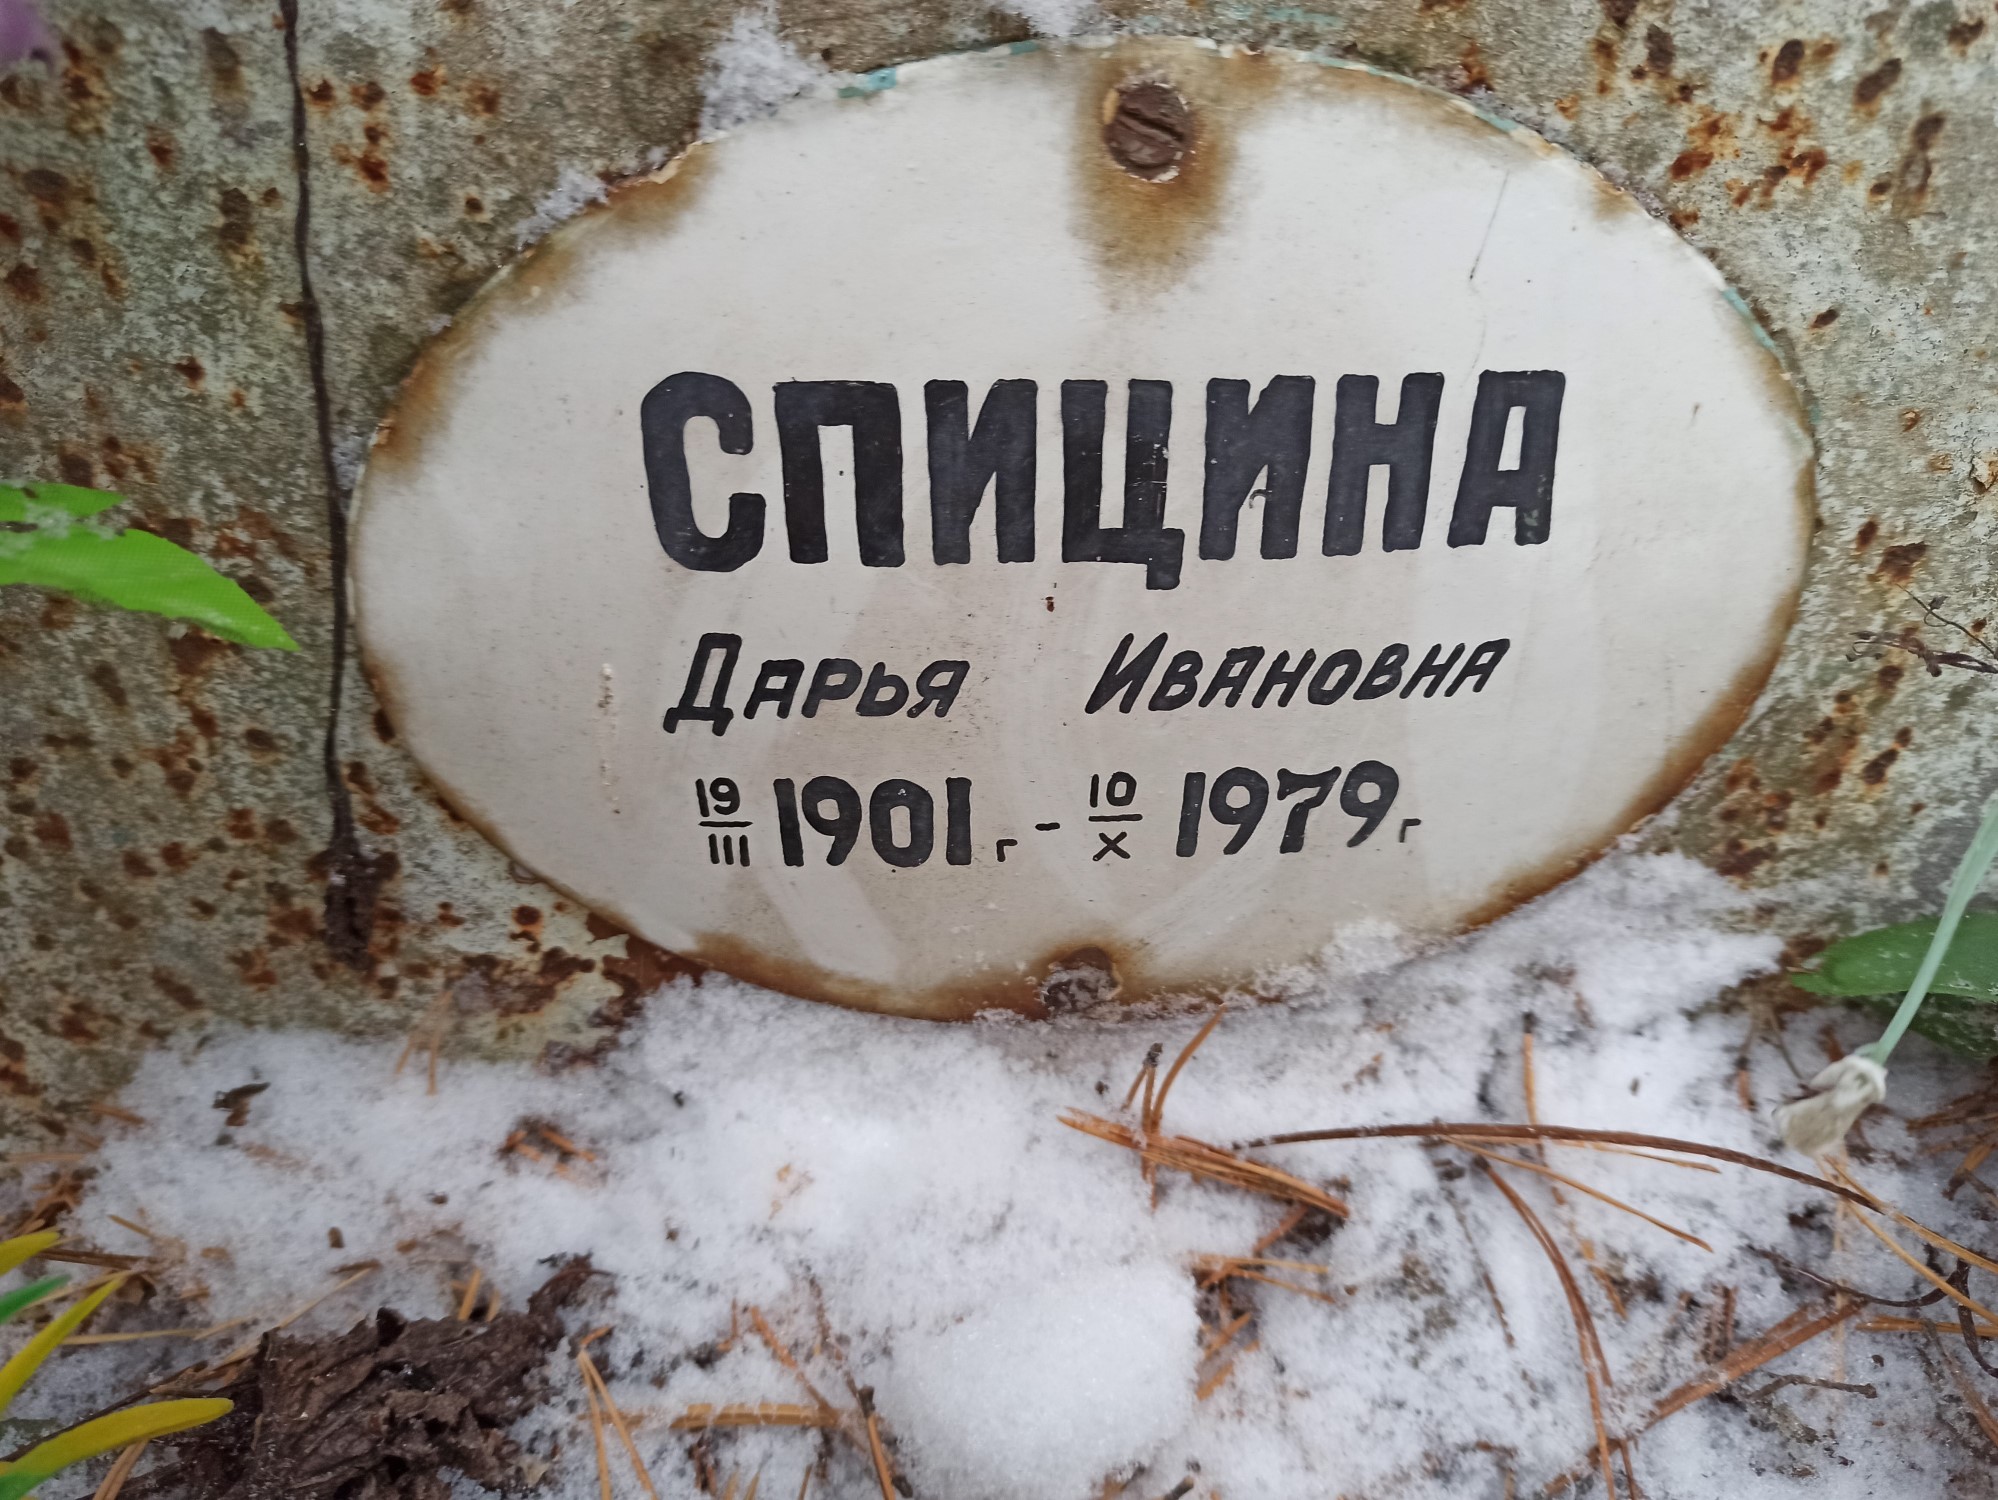 СПИЦИНА
Дарья Ивановна
19/III 1901 г - 10/X 1979 г